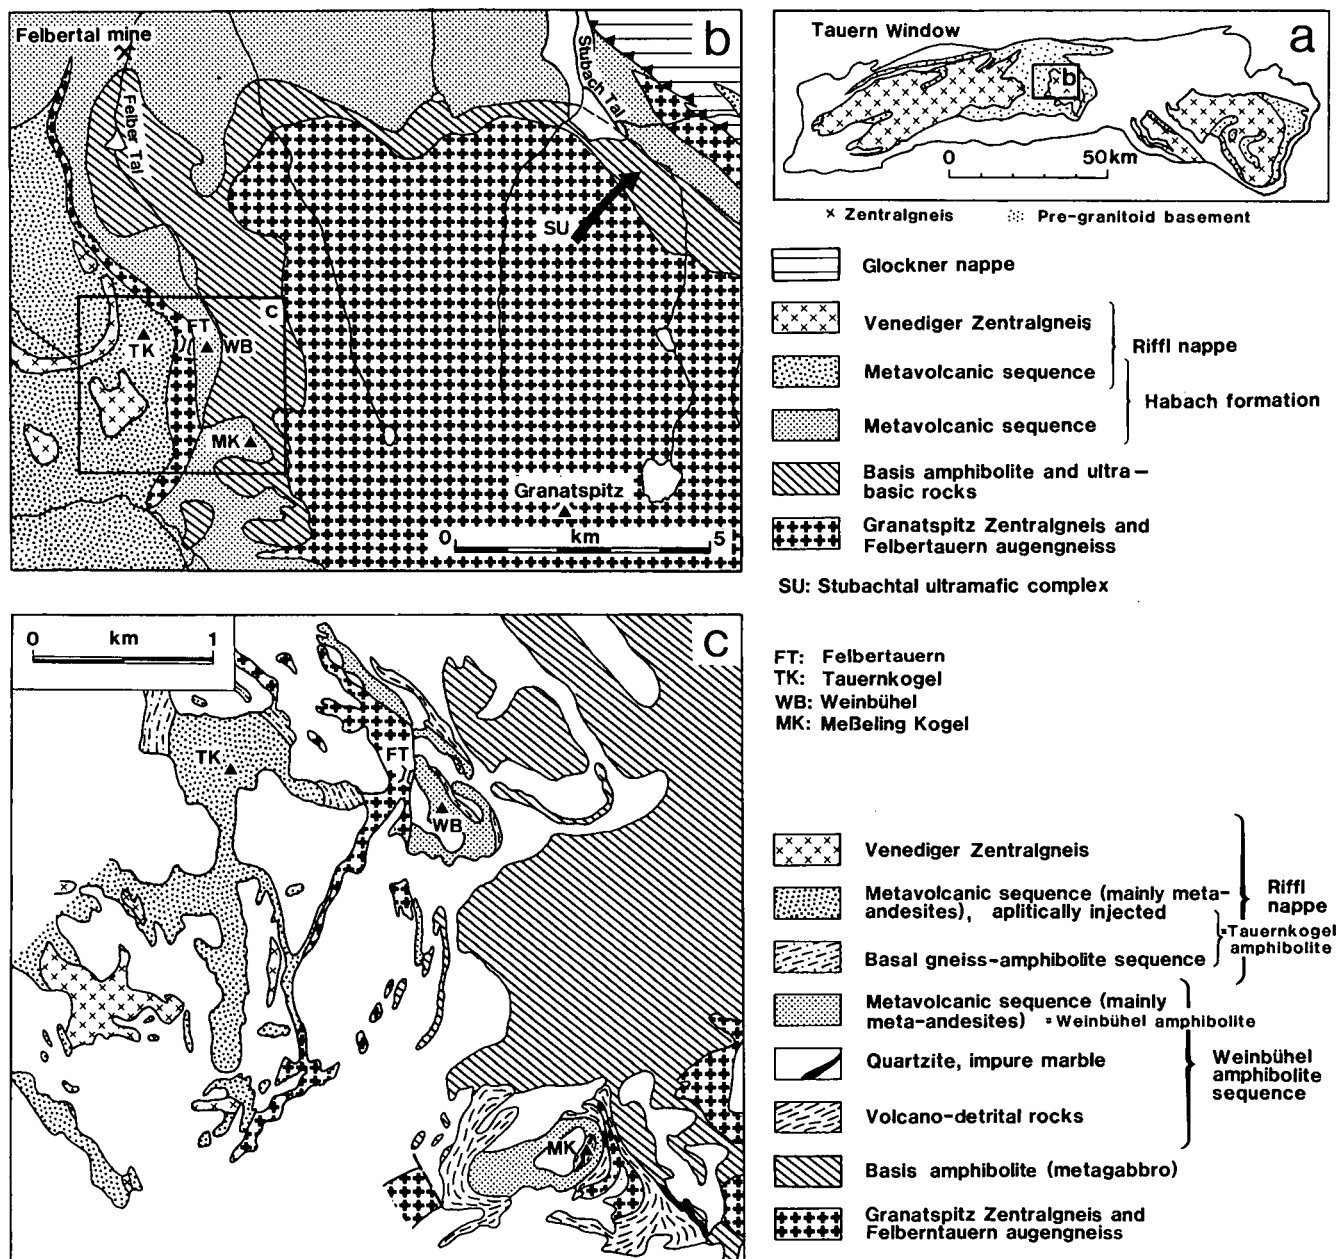 Felbertal mine
b
Felber Tal
Stubach Tal
SU
c
FT
TK
WB
MK
Granatspitz
0 km 5
Tauern Window
a
b
0 50km
x Zentralgneis
Pre-granitoid basement
Glockner nappe
Venediger Zentralgneis
Metavolcanic sequence
Riffl nappe
Metavolcanic sequence
Habach formation
Basis amphibolite and ultra-
basic rocks
Granatspitz Zentralgneis and
Felbertauern augengneiss
SU: Stubachtal ultramafic complex
0 km 1
c
TK
FT
WB
MK
FT: Felbertauern
TK: Tauernkogel
WB: Weinbühel
MK: Meßeling Kogel
Venediger Zentralgneis
Metavolcanic sequence (mainly meta-
andesites), aplitically injected
Basal gneiss-amphibolite sequence
Riffl
nappe
=Tauernkogel
amphibolite
Metavolcanic sequence (mainly
meta-andesites) = Weinbühel amphibolite
Quartzite, impure marble
Volcano-detrital rocks
Weinbühel
amphibolite
sequence
Basis amphibolite (metagabbro)
Granatspitz Zentralgneis and
Felberntauern augengneiss